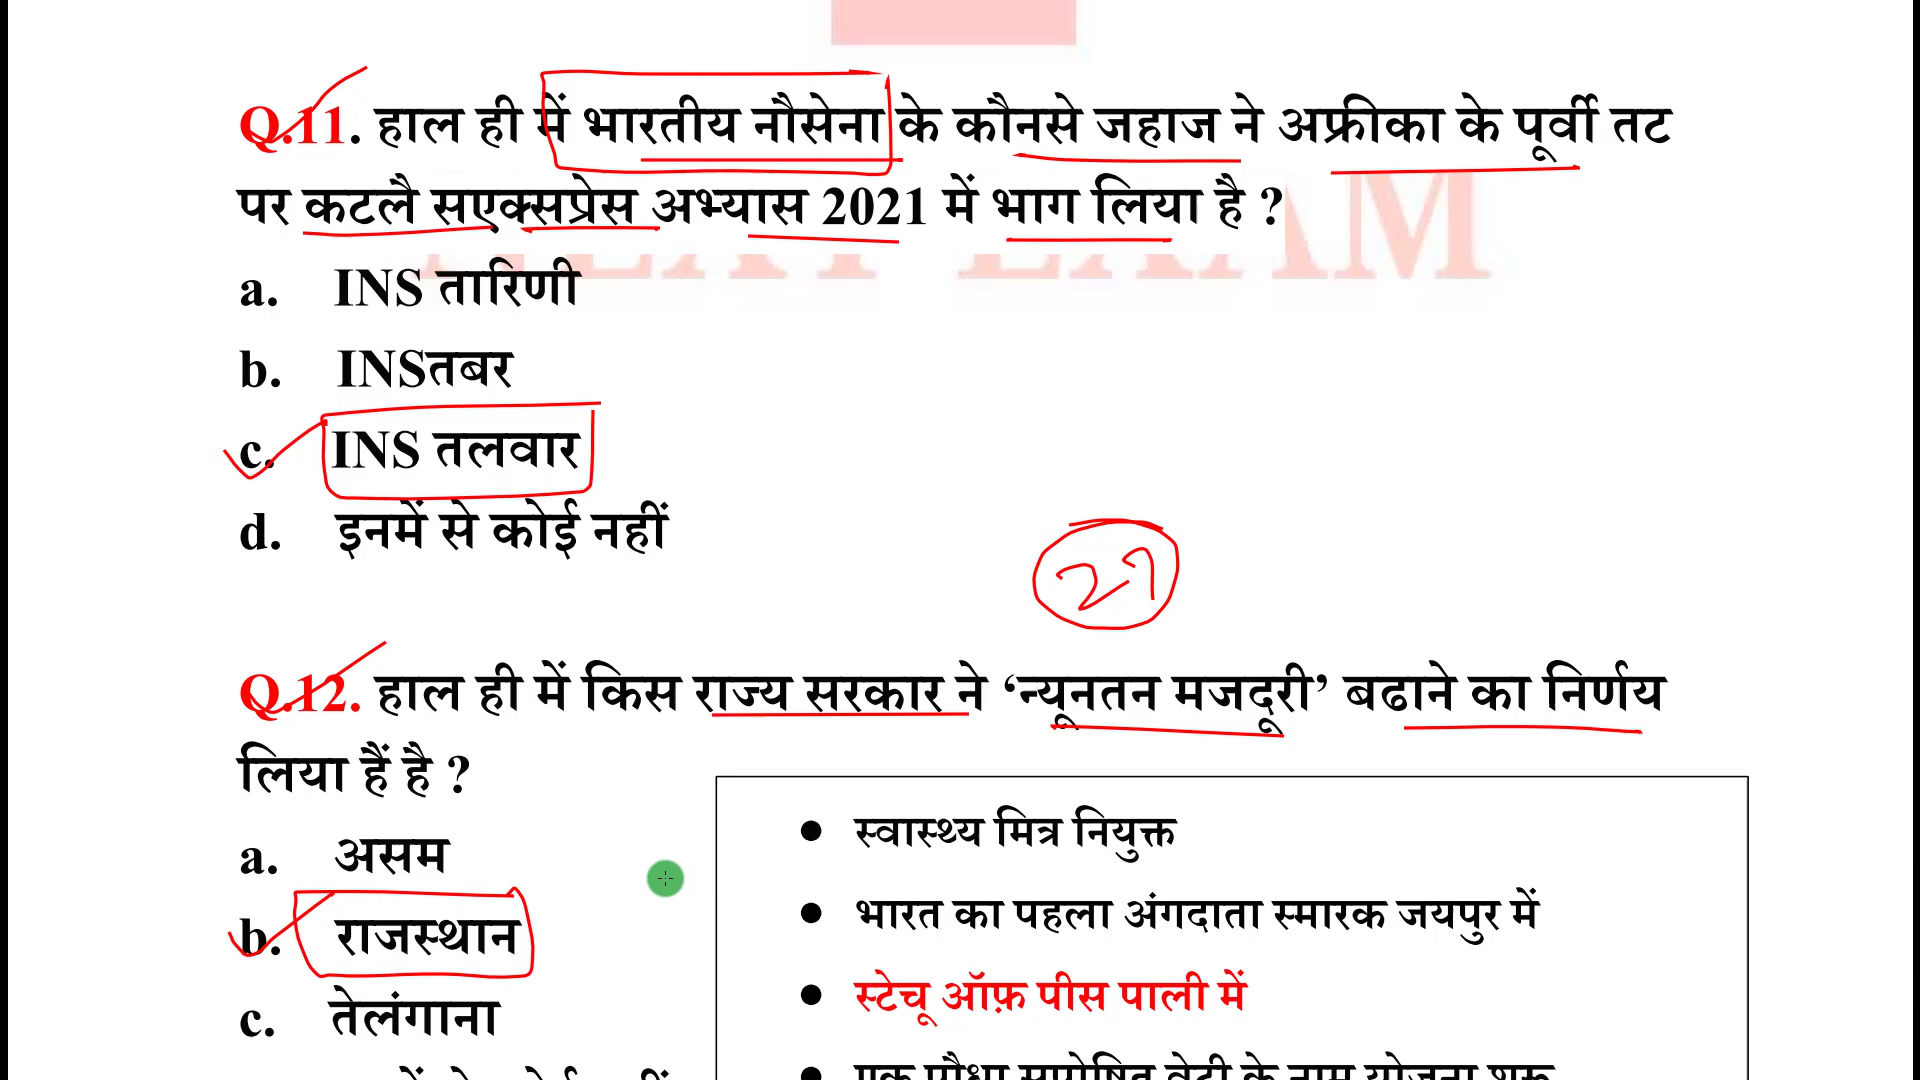 Q.11. हाल ही में भारतीय नौसेना के कौनसे जहाज ने अफ्रीका के पूर्वी तट
पर कटलै सएक्सप्रेस अभ्यास 2021 में भाग लिया है ?
a. INS तारिणी
b. INSतबर
c. INS तलवार
d. इनमें से कोई नहीं
Q.12. हाल ही में किस राज्य सरकार ने ‘न्यूनतन मजदूरी’ बढाने का निर्णय
लिया हैं है ?
a. असम
b. राजस्थान
c. तेलंगाना
• स्वास्थ्य मित्र नियुक्त
• भारत का पहला अंगदाता स्मारक जयपुर में
• स्टेचू ऑफ़ पीस पाली में